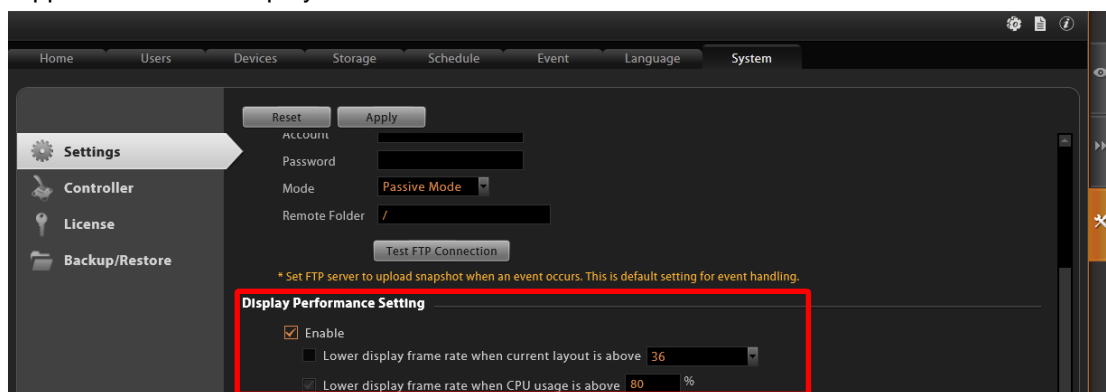 Home Users Devices Storage Schedule Event Language System
Reset Apply
Account
Settings
Password
Controller
Mode Passive Mode
License
Remote Folder /
Test FTP Connection
Backup/Restore
* Set FTP server to upload snapshot when an event occurs. This is default setting for event handling.
Display Performance Setting
Enable
Lower display frame rate when current layout is above 36
Lower display frame rate when CPU usage is above 80 %